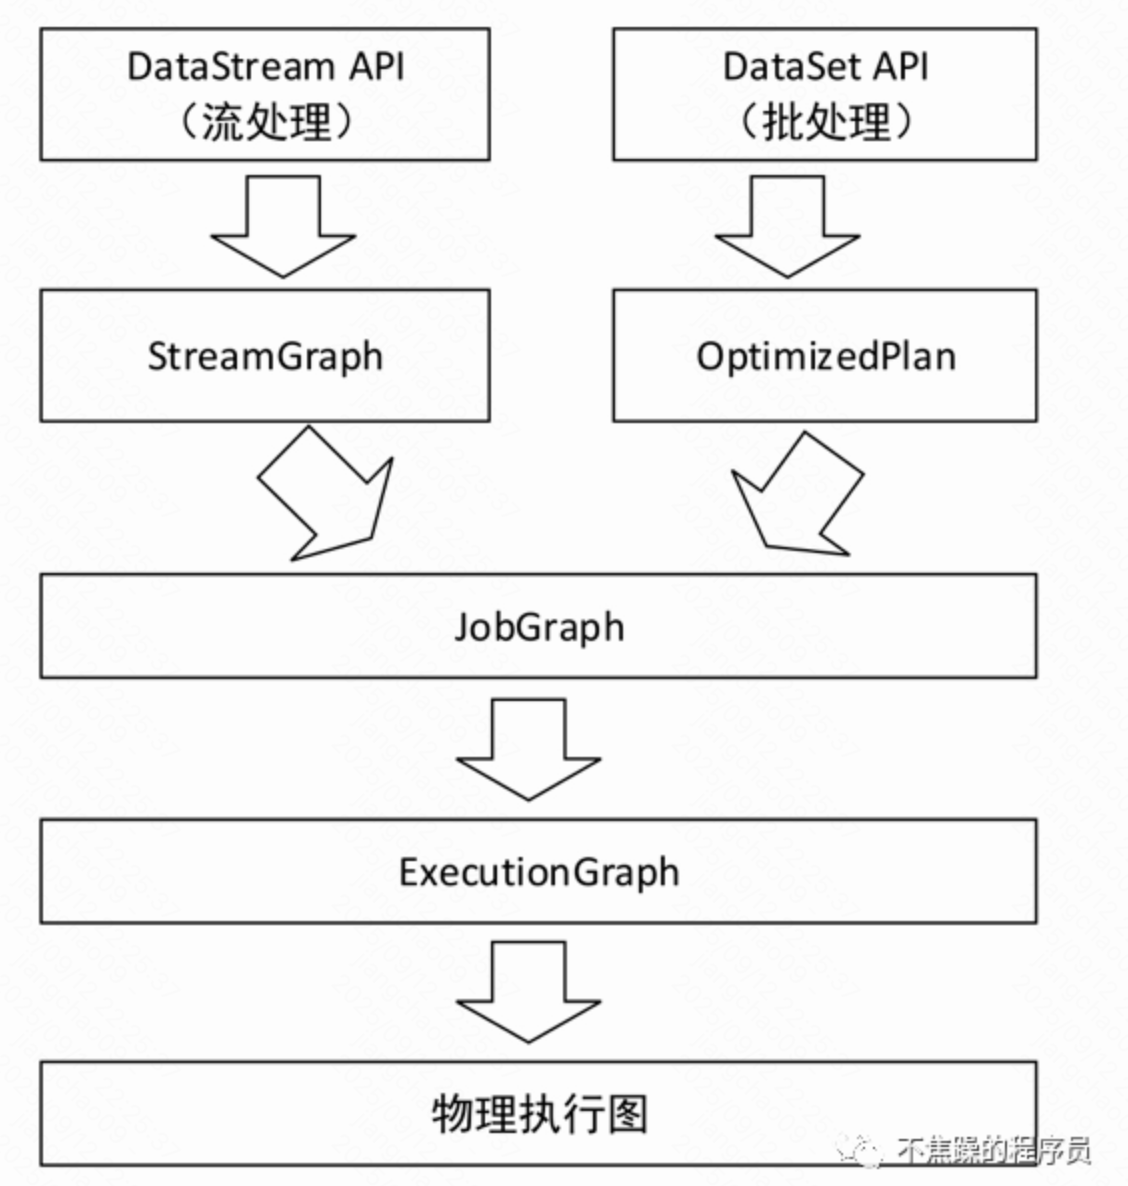 DataStream API
（流处理）
DataSet API
（批处理）
StreamGraph
OptimizedPlan
JobGraph
ExecutionGraph
物理执行图
不焦躁的程序员